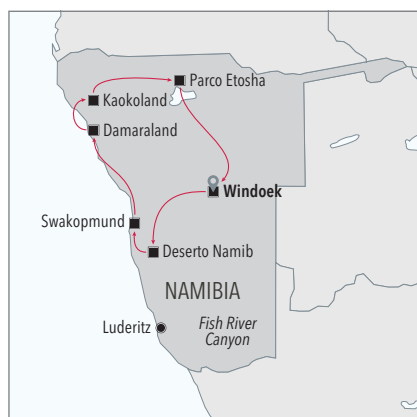 Parco Etosha
Kaokoland
Damaraland
Windoek
Swakopmund
Deserto Namib
NAMIBIA
Luderitz
Fish River
Canyon